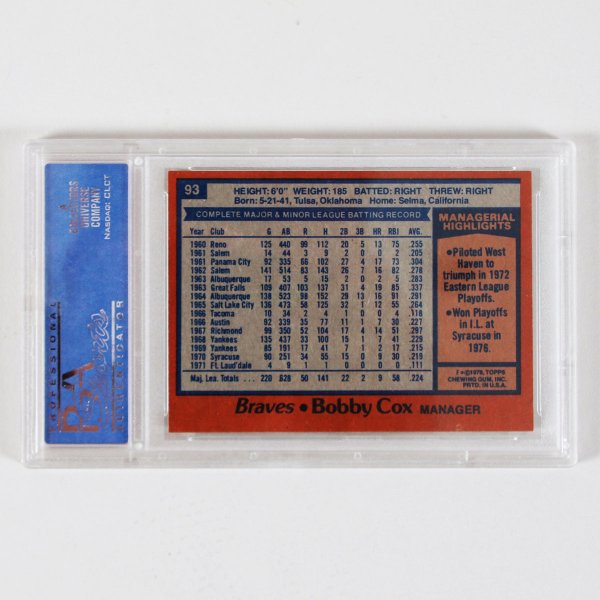 93
HEIGHT: 6'0" WEIGHT: 185 BATTED: RIGHT THREW: RIGHT
Born: 5-21-41, Tulsa, Oklahoma Home: Selma, California
COMPLETE MAJOR & MINOR LEAGUE BATTING RECORD
Year Club G AB R H 2B 3B HR RBI AVG.
1960 Reno 125 440 99 112 20 5 13 75 .255
1961 Salem 14 44 3 9 2 0 0 2 .205
1961 Panama City 92 335 66 102 27 4 17 73 .304
1962 Salem 141 514 83 143 26 7 16 82 .278
1963 Albuquerque 17 53 5 15 2 0 2 5 .283
1963 Great Falls 109 407 103 137 31 4 19 85 .337
1964 Albuquerque 138 523 98 152 29 13 16 91 .291
1965 Salt Lake City 136 473 58 125 32 1 12 55 .264
1966 Tacoma 10 34 2 4 1 0 0 4 .118
1966 Austin 92 339 35 77 11 1 7 30 .227
1967 Richmond 99 350 52 104 17 4 14 51 .297
1968 Yankees 135 437 33 100 15 1 7 41 .229
1969 Yankees 85 191 17 41 7 1 2 17 .215
1970 Syracuse 90 251 34 55 15 0 9 30 .219
1971 Ft. Laud'dale 4 9 1 1 0 0 0 0 .111
Maj. Lea. Totals ... 220 628 50 141 22 2 9 58 .224
MANAGERIAL
HIGHLIGHTS
• Piloted West
Haven to
triumph in 1972
Eastern League
Playoffs.
• Won Playoffs
in I.L. at
Syracuse in
1976.
©1978, TOPPS
CHEWING GUM, INC.
PRTD. IN U.S.A.
Braves • Bobby Cox MANAGER
A
COLLECTORS
UNIVERSE
COMPANY
NASDAQ: CLCT
PROFESSIONAL
AUTHENTICATOR